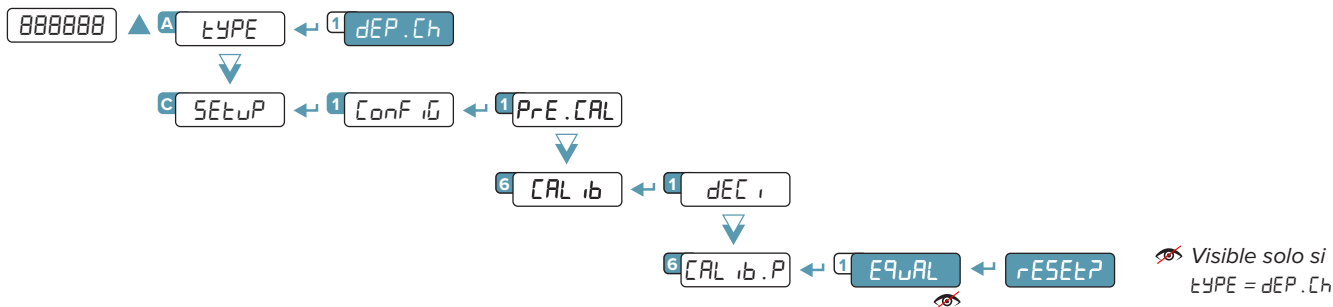 888888 A tYPE 1 dEP.Ch
C SEtuP 1 ConFiG 1 PrE.CAL
6 CALib 1 dECi
6 CALib.P 1 EquAL rESEt?
Visible solo si
tYPE = dEP.Ch